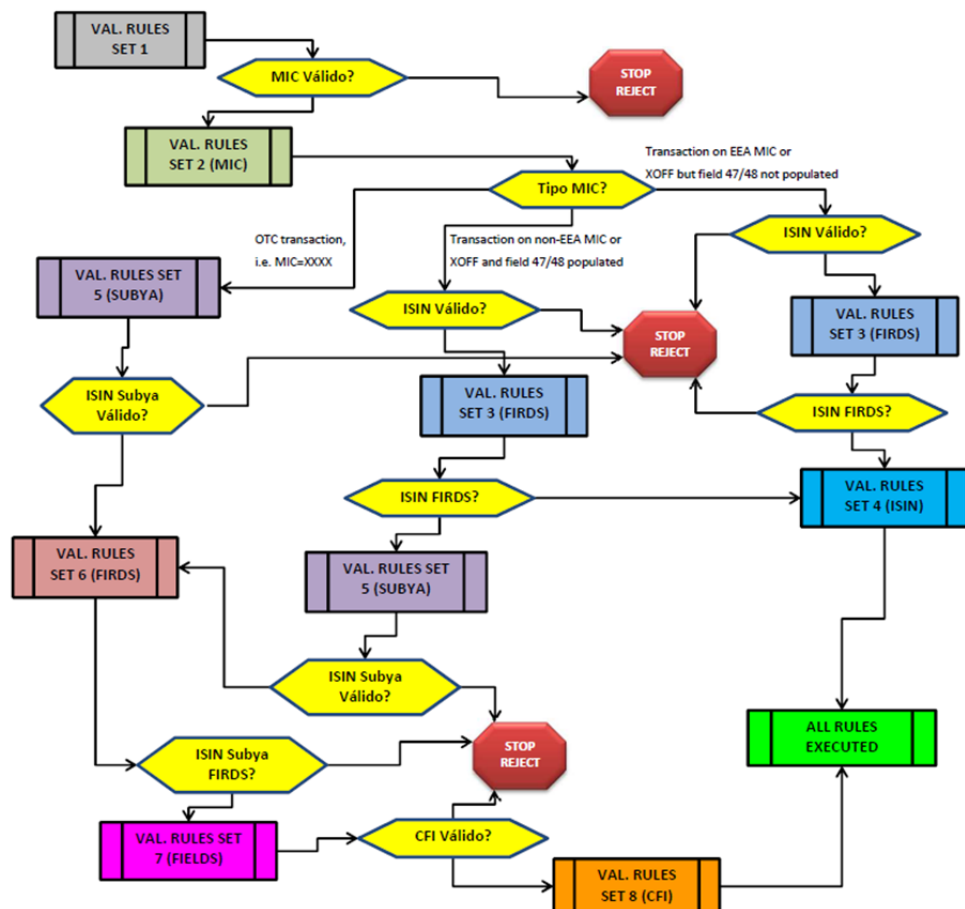 VAL. RULES
SET 1
MIC Válido?
STOP
REJECT
VAL. RULES
SET 2 (MIC)
Transaction on EEA MIC or
XOFF but field 47/48 not populated
Tipo MIC?
OTC transaction,
i.e. MIC=XXXX
Transaction on non-EEA MIC or
XOFF and field 47/48 populated
ISIN Válido?
VAL. RULES SET
5 (SUBYA)
ISIN Válido?
STOP
REJECT
VAL. RULES
SET 3 (FIRDS)
ISIN Subya
Válido?
VAL. RULES
SET 3 (FIRDS)
ISIN FIRDS?
ISIN FIRDS?
VAL. RULES
SET 4 (ISIN)
VAL. RULES
SET 6 (FIRDS)
VAL. RULES SET
5 (SUBYA)
ISIN Subya
Válido?
ISIN Subya
FIRDS?
STOP
REJECT
ALL RULES
EXECUTED
VAL. RULES SET
7 (FIELDS)
CFI Válido?
VAL. RULES
SET 8 (CFI)